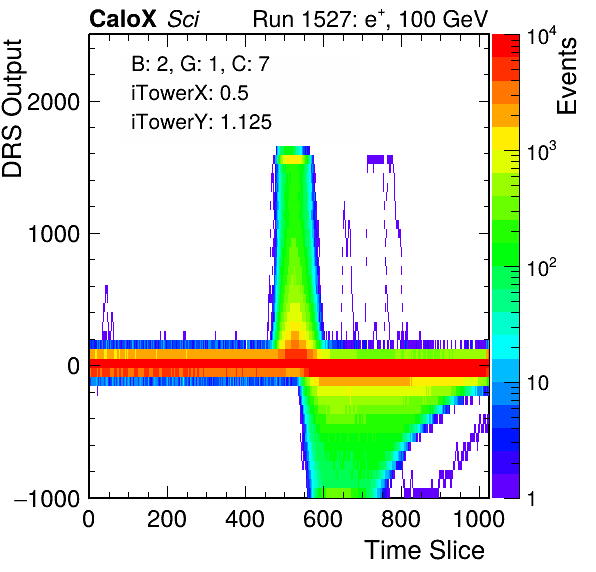 CaloX Sci Run 1527: e⁺, 100 GeV
B: 2, G: 1, C: 7
iTowerX: 0.5
iTowerY: 1.125
DRS Output
2000
1000
0
−1000
0 200 400 600 800 1000
Time Slice
Events
10⁴
10³
10²
10
1